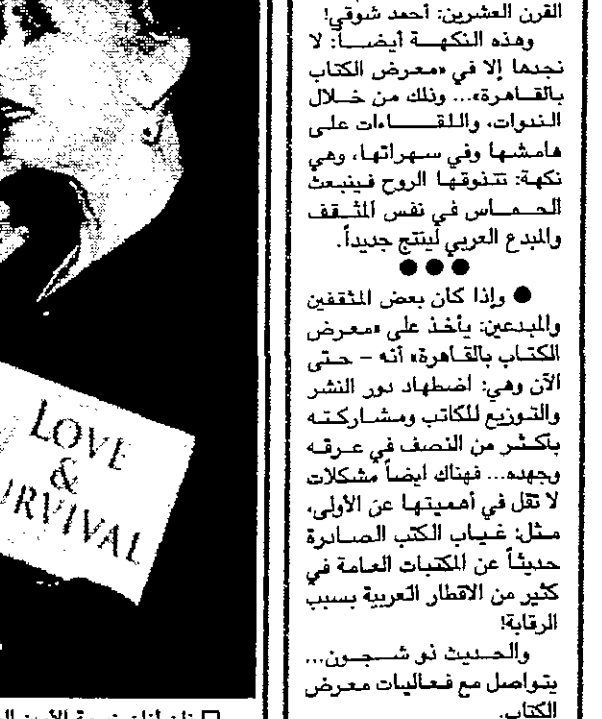 القرن العشرين: أحمد شوقي!
وهذه النكهة أيضاً: لا
نجدها إلا في «معرض الكتاب
بالقاهرة»... وذلك من خلال
الندوات، واللقاءات على
هامشها وفي سهراتها، وهي
نكهة: تتذوقها الروح فينبعث
الحماس في نفس المثقف
والمبدع العربي لينتج جديداً.
● ● ●
● وإذا كان بعض المثقفين
والمبدعين: يأخذ على «معرض
الكتاب بالقاهرة» أنه – حتى
الآن وهي: اضطهاد دور النشر
والتوزيع للكاتب ومشاركته
بأكثر من النصف في عرقه
وجهده... فهناك ايضاً مشكلات
لا تقل في أهميتها عن الأولى،
مثل: غياب الكتب الصادرة
حديثاً عن المكتبات العامة في
كثير من الاقطار العربية بسبب
الرقابة!
والحديث ذو شجون...
يتواصل مع فعاليات معرض
الكتاب.
LOVE
&
URVIVAL